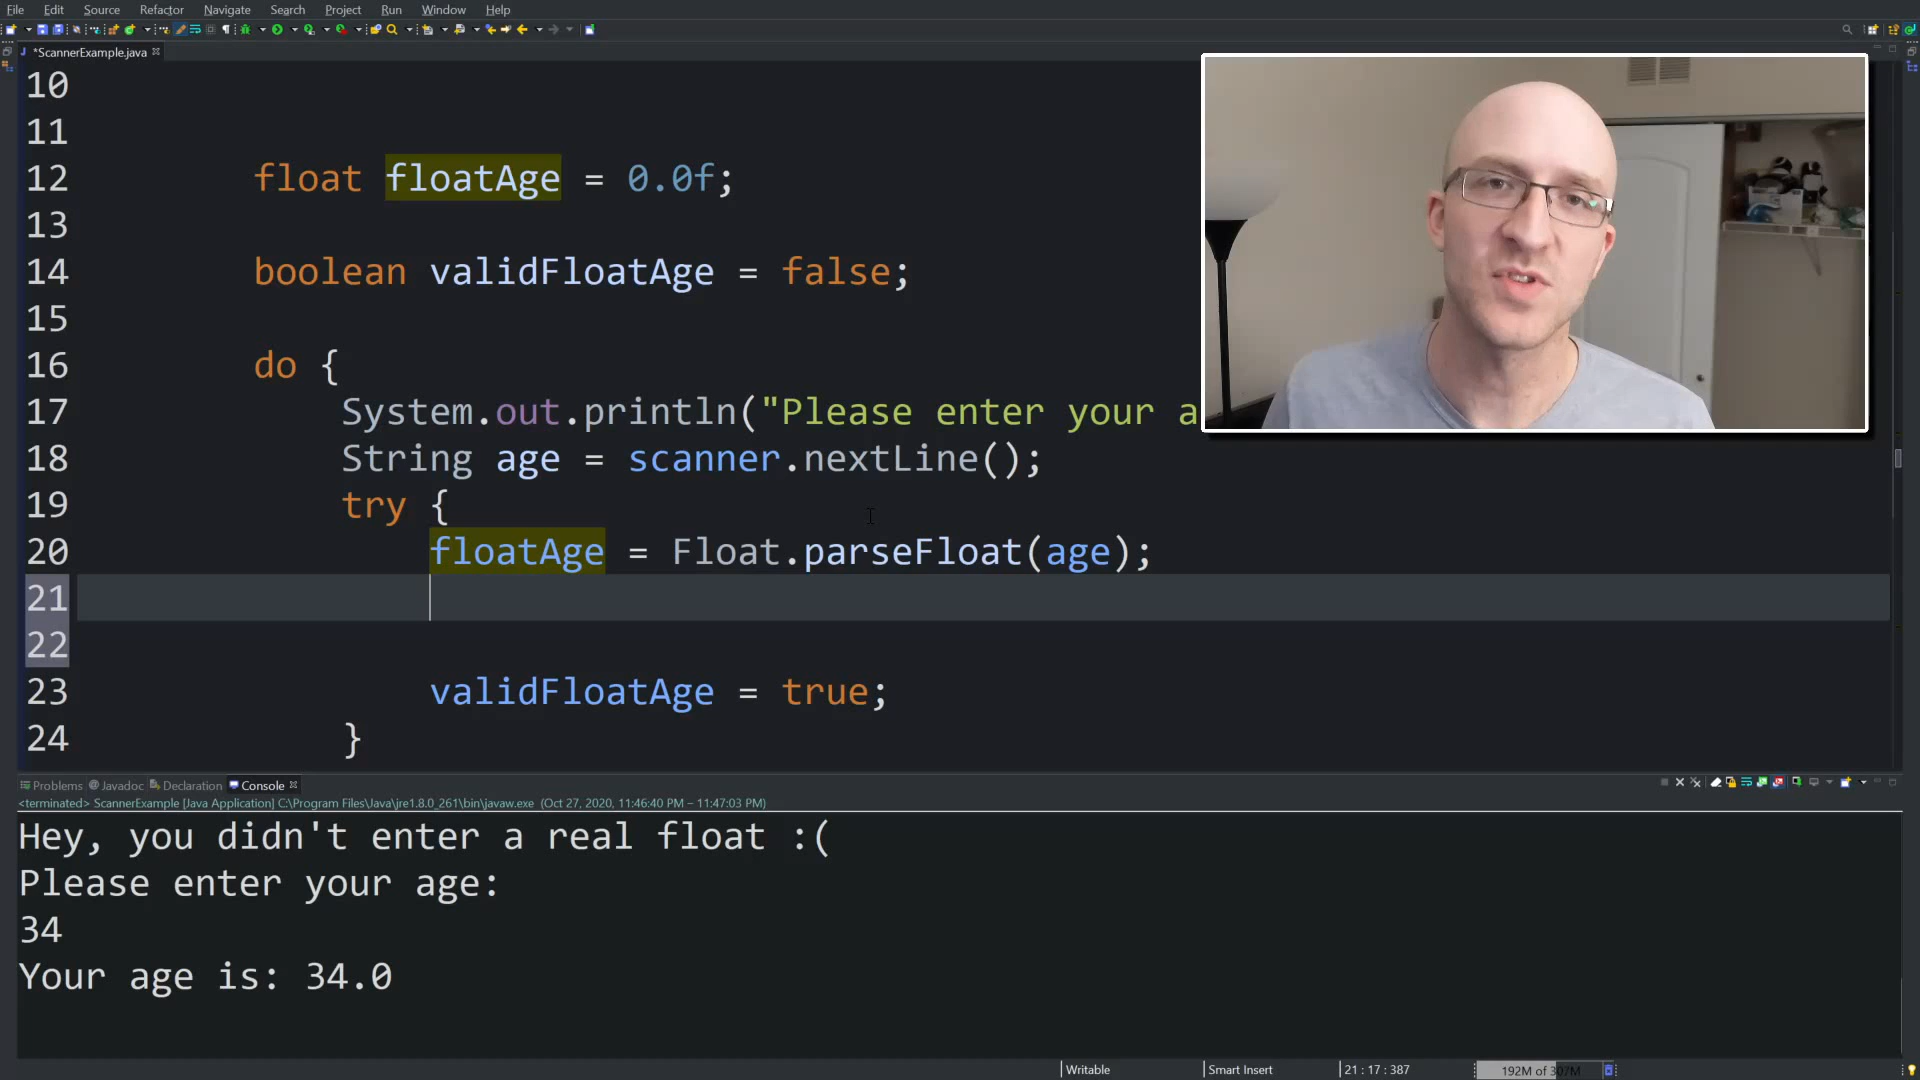 File Edit Source Refactor Navigate Search Project Run Window Help
*ScannerExample.java
10
11
12 float floatAge = 0.0f;
13
14 boolean validFloatAge = false;
15
16 do {
17 System.out.println("Please enter your a
18 String age = scanner.nextLine();
19 try {
20 floatAge = Float.parseFloat(age);
21
22
23 validFloatAge = true;
24 }
Problems @ Javadoc Declaration Console
<terminated> ScannerExample [Java Application] C:\Program Files\Java\jre1.8.0_261\bin\javaw.exe (Oct 27, 2020, 11:46:40 PM – 11:47:03 PM)
Hey, you didn't enter a real float :(
Please enter your age:
34
Your age is: 34.0
Writable Smart Insert 21 : 17 : 387 192M of 307M